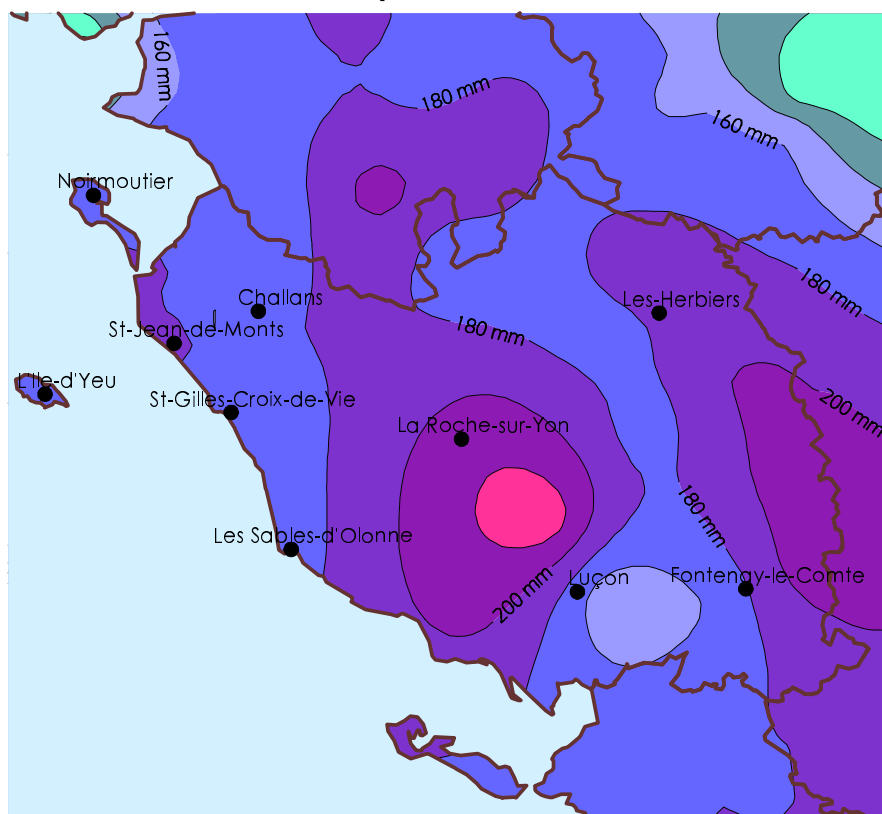 160 mm
180 mm
160 mm
Noirmoutier
180 mm
Challans
Les-Herbiers
St-Jean-de-Monts
180 mm
L'Ile-d'Yeu
St-Gilles-Croix-de-Vie
200 mm
La Roche-sur-Yon
180 mm
Les Sables-d'Olonne
200 mm
Luçon
Fontenay-le-Comte